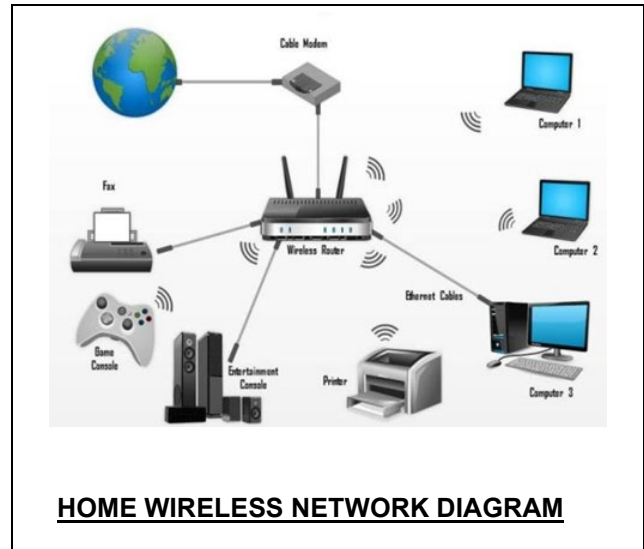 Cable Modem
Computer 1
Fax
Wireless Router
Computer 2
Ethernet Cables
Game
Console
Entertainment
Console
Printer
Computer 3
HOME WIRELESS NETWORK DIAGRAM